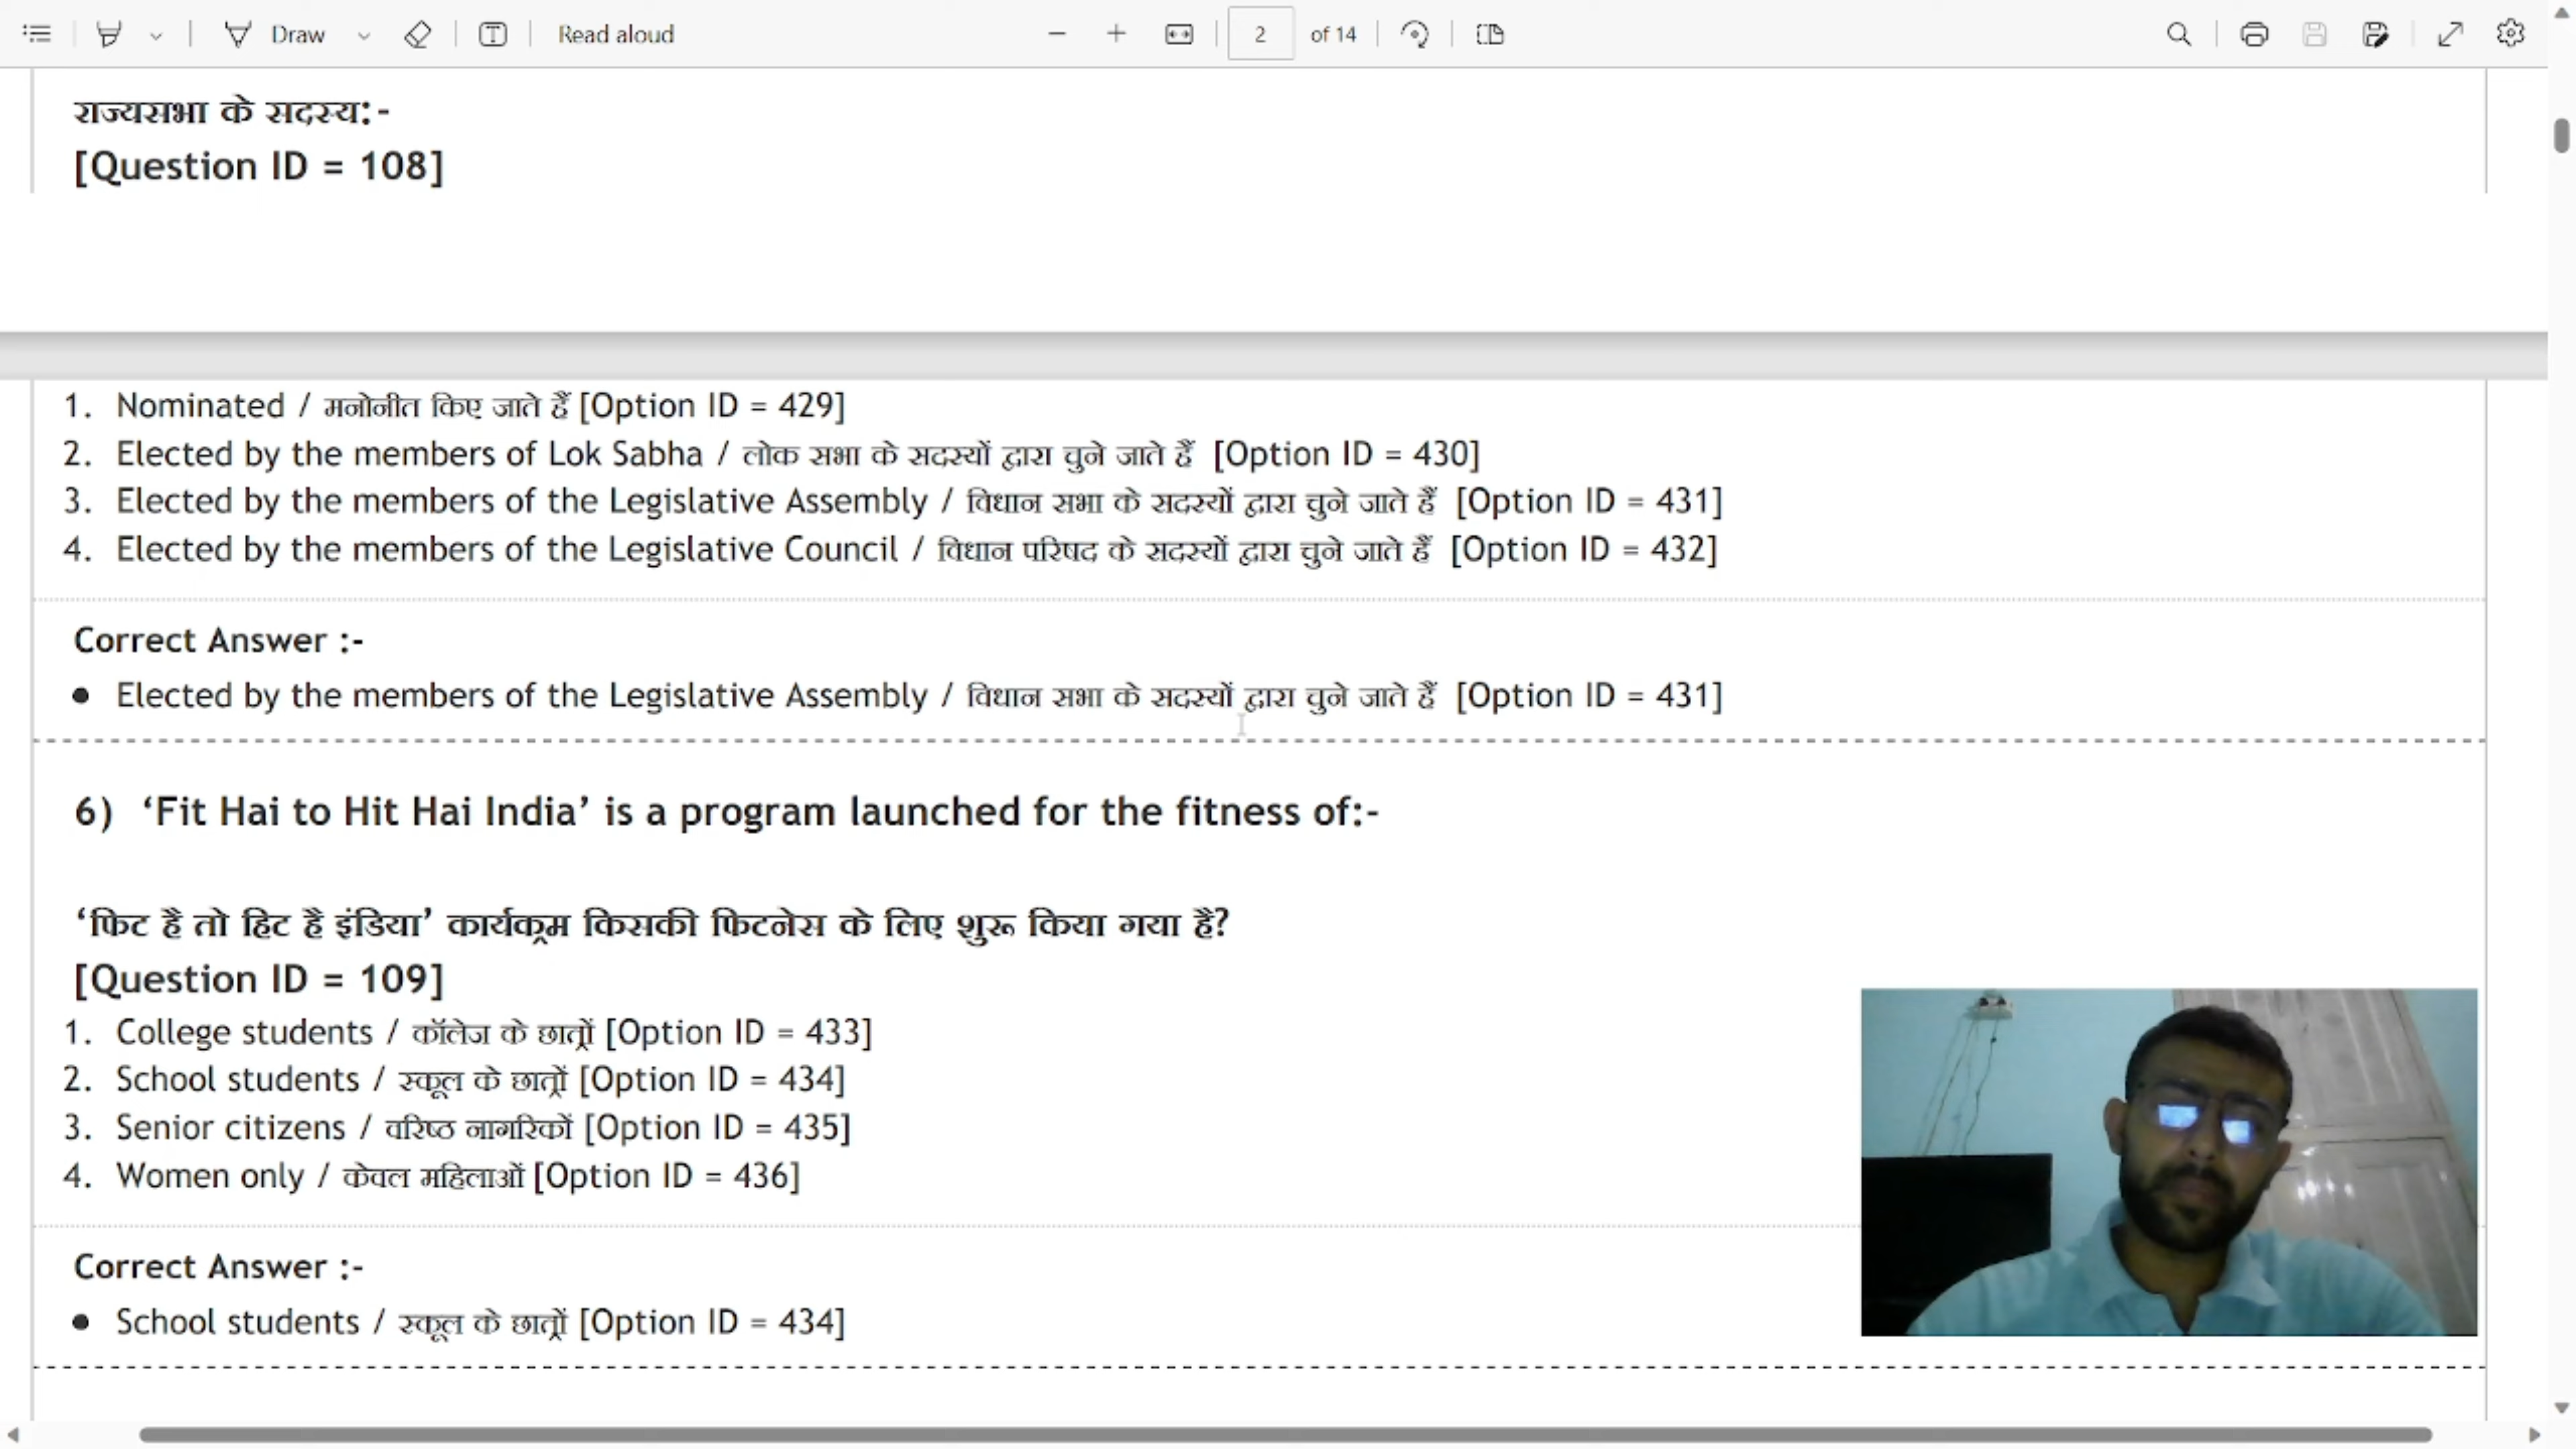 Draw
Read aloud
2 of 14
राज्यसभा के सदस्य:-
[Question ID = 108]
1. Nominated / मनोनीत किए जाते हैं [Option ID = 429]
2. Elected by the members of Lok Sabha / लोक सभा के सदस्यों द्वारा चुने जाते हैं [Option ID = 430]
3. Elected by the members of the Legislative Assembly / विधान सभा के सदस्यों द्वारा चुने जाते हैं [Option ID = 431]
4. Elected by the members of the Legislative Council / विधान परिषद के सदस्यों द्वारा चुने जाते हैं [Option ID = 432]
Correct Answer :-
• Elected by the members of the Legislative Assembly / विधान सभा के सदस्यों द्वारा चुने जाते हैं [Option ID = 431]
6) ‘Fit Hai to Hit Hai India’ is a program launched for the fitness of:-
‘फिट है तो हिट है इंडिया’ कार्यक्रम किसकी फिटनेस के लिए शुरू किया गया है?
[Question ID = 109]
1. College students / कॉलेज के छात्रों [Option ID = 433]
2. School students / स्कूल के छात्रों [Option ID = 434]
3. Senior citizens / वरिष्ठ नागरिकों [Option ID = 435]
4. Women only / केवल महिलाओं [Option ID = 436]
Correct Answer :-
• School students / स्कूल के छात्रों [Option ID = 434]